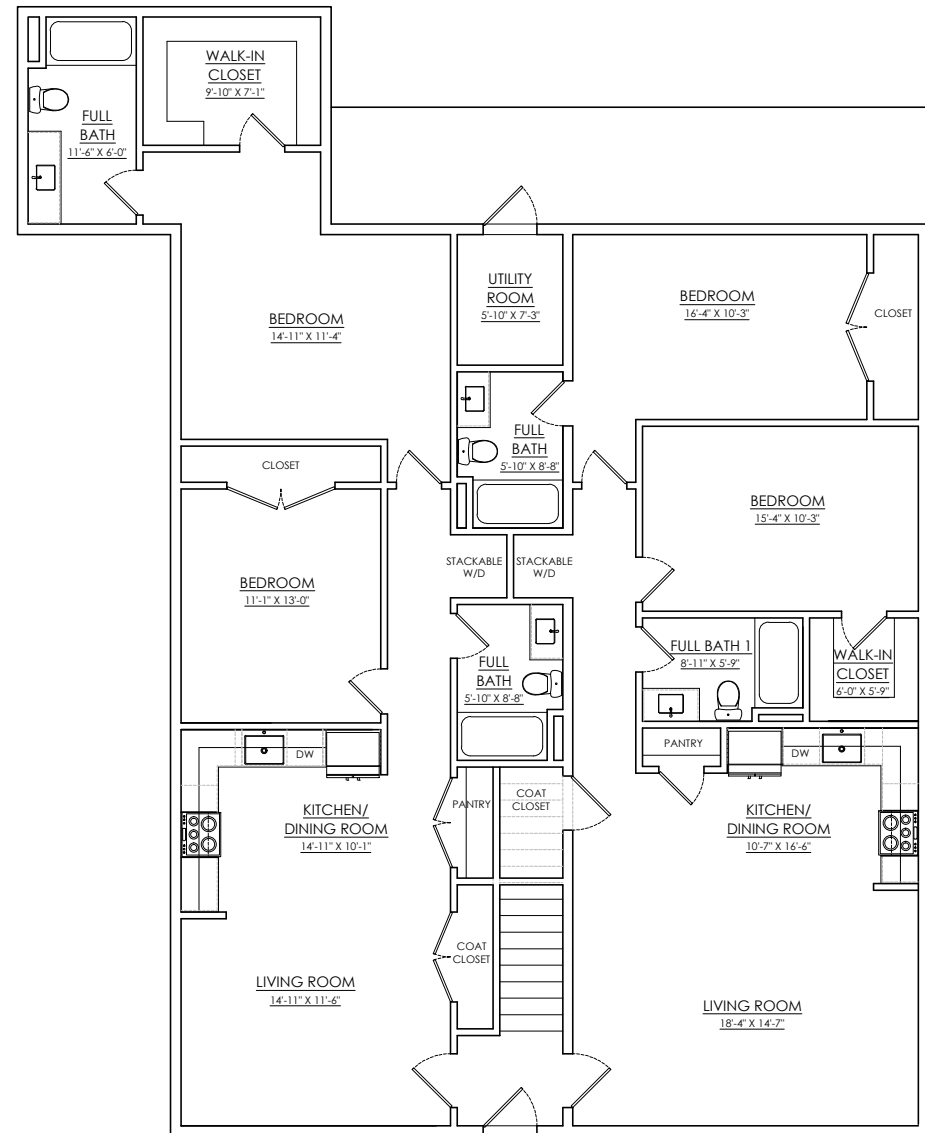 WALK-IN
CLOSET
9'-10" X 7'-1"
FULL
BATH
11'-6" X 6'-0"
UTILITY
ROOM
5'-10" X 7'-3"
BEDROOM
16'-4" X 10'-3"
CLOSET
BEDROOM
14'-11" X 11'-4"
FULL
BATH
5'-10" X 8'-8"
CLOSET
BEDROOM
15'-4" X 10'-3"
STACKABLE
W/D
STACKABLE
W/D
BEDROOM
11'-1" X 13'-0"
FULL
BATH
5'-10" X 8'-8"
FULL BATH 1
8'-11" X 5'-9"
WALK-IN
CLOSET
6'-0" X 5'-9"
DW
PANTRY
DW
KITCHEN/
DINING ROOM
14'-11" X 10'-1"
PANTRY
COAT
CLOSET
KITCHEN/
DINING ROOM
10'-7" X 16'-6"
COAT
CLOSET
LIVING ROOM
14'-11" X 11'-6"
LIVING ROOM
18'-4" X 14'-7"